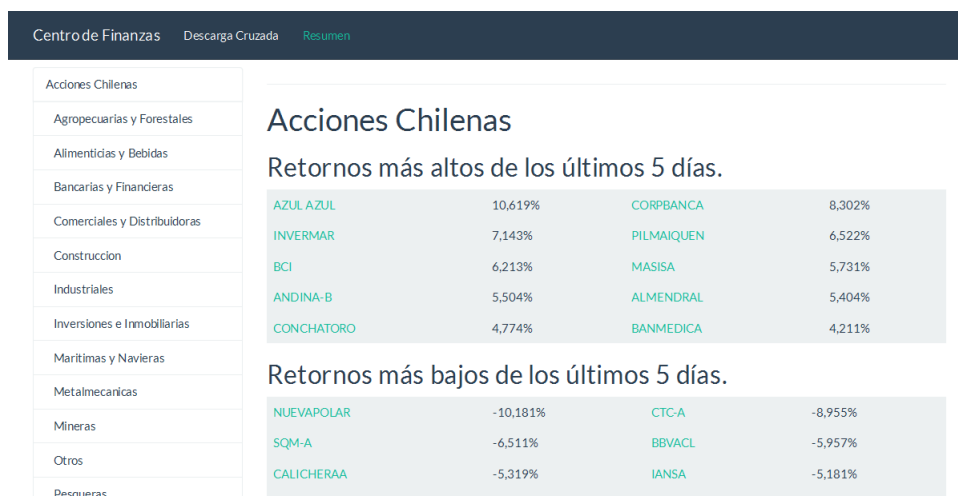 Centro de Finanzas Descarga Cruzada Resumen
Acciones Chilenas
Agropecuarias y Forestales
Alimenticias y Bebidas
Bancarias y Financieras
Comerciales y Distribuidoras
Construccion
Industriales
Inversiones e Inmobiliarias
Maritimas y Navieras
Metalmecanicas
Mineras
Otros
Pesqueras
Acciones Chilenas
Retornos más altos de los últimos 5 días.
AZUL AZUL 10,619% CORPBANCA 8,302%
INVERMAR 7,143% PILMAIQUEN 6,522%
BCI 6,213% MASISA 5,731%
ANDINA-B 5,504% ALMENDRAL 5,404%
CONCHATORO 4,774% BANMEDICA 4,211%
Retornos más bajos de los últimos 5 días.
NUEVAPOLAR -10,181% CTC-A -8,955%
SQM-A -6,511% BBVACL -5,957%
CALICHERAA -5,319% IANSA -5,181%